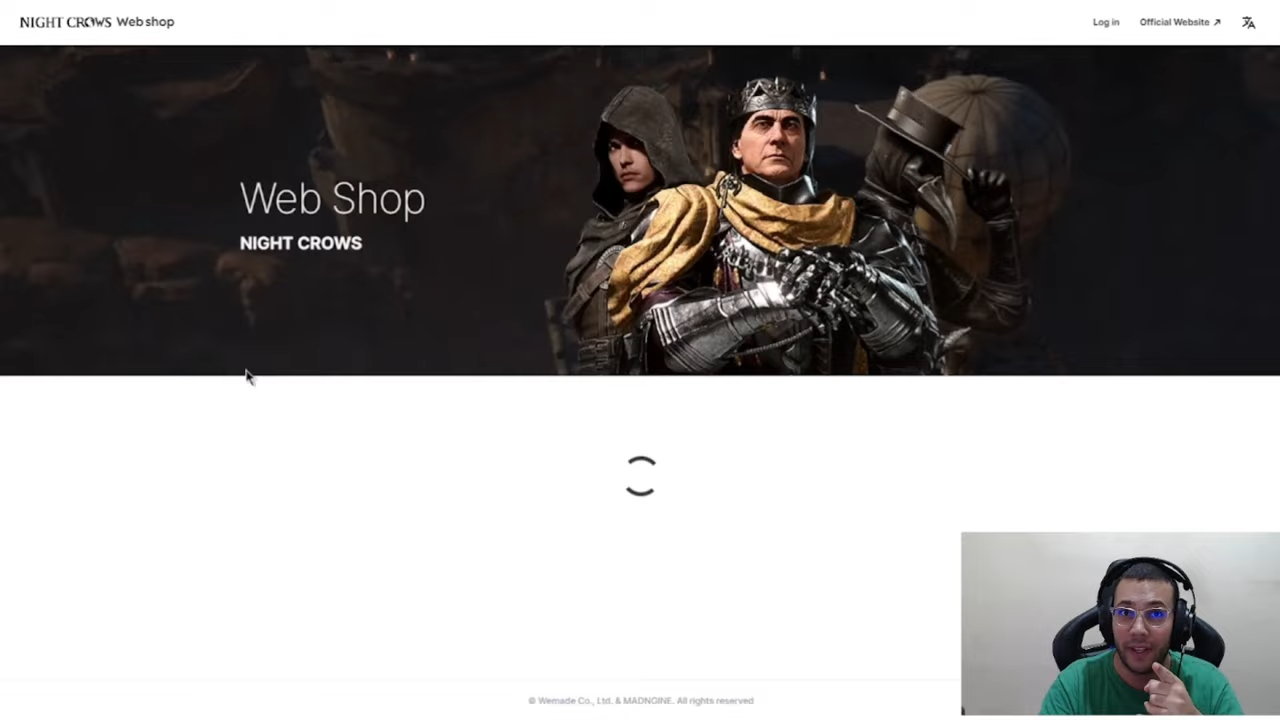 NIGHT CROWS Web shop
Log in
Official Website ↗
Web Shop
NIGHT CROWS
© Wemade Co., Ltd. & MADNGINE. All rights reserved